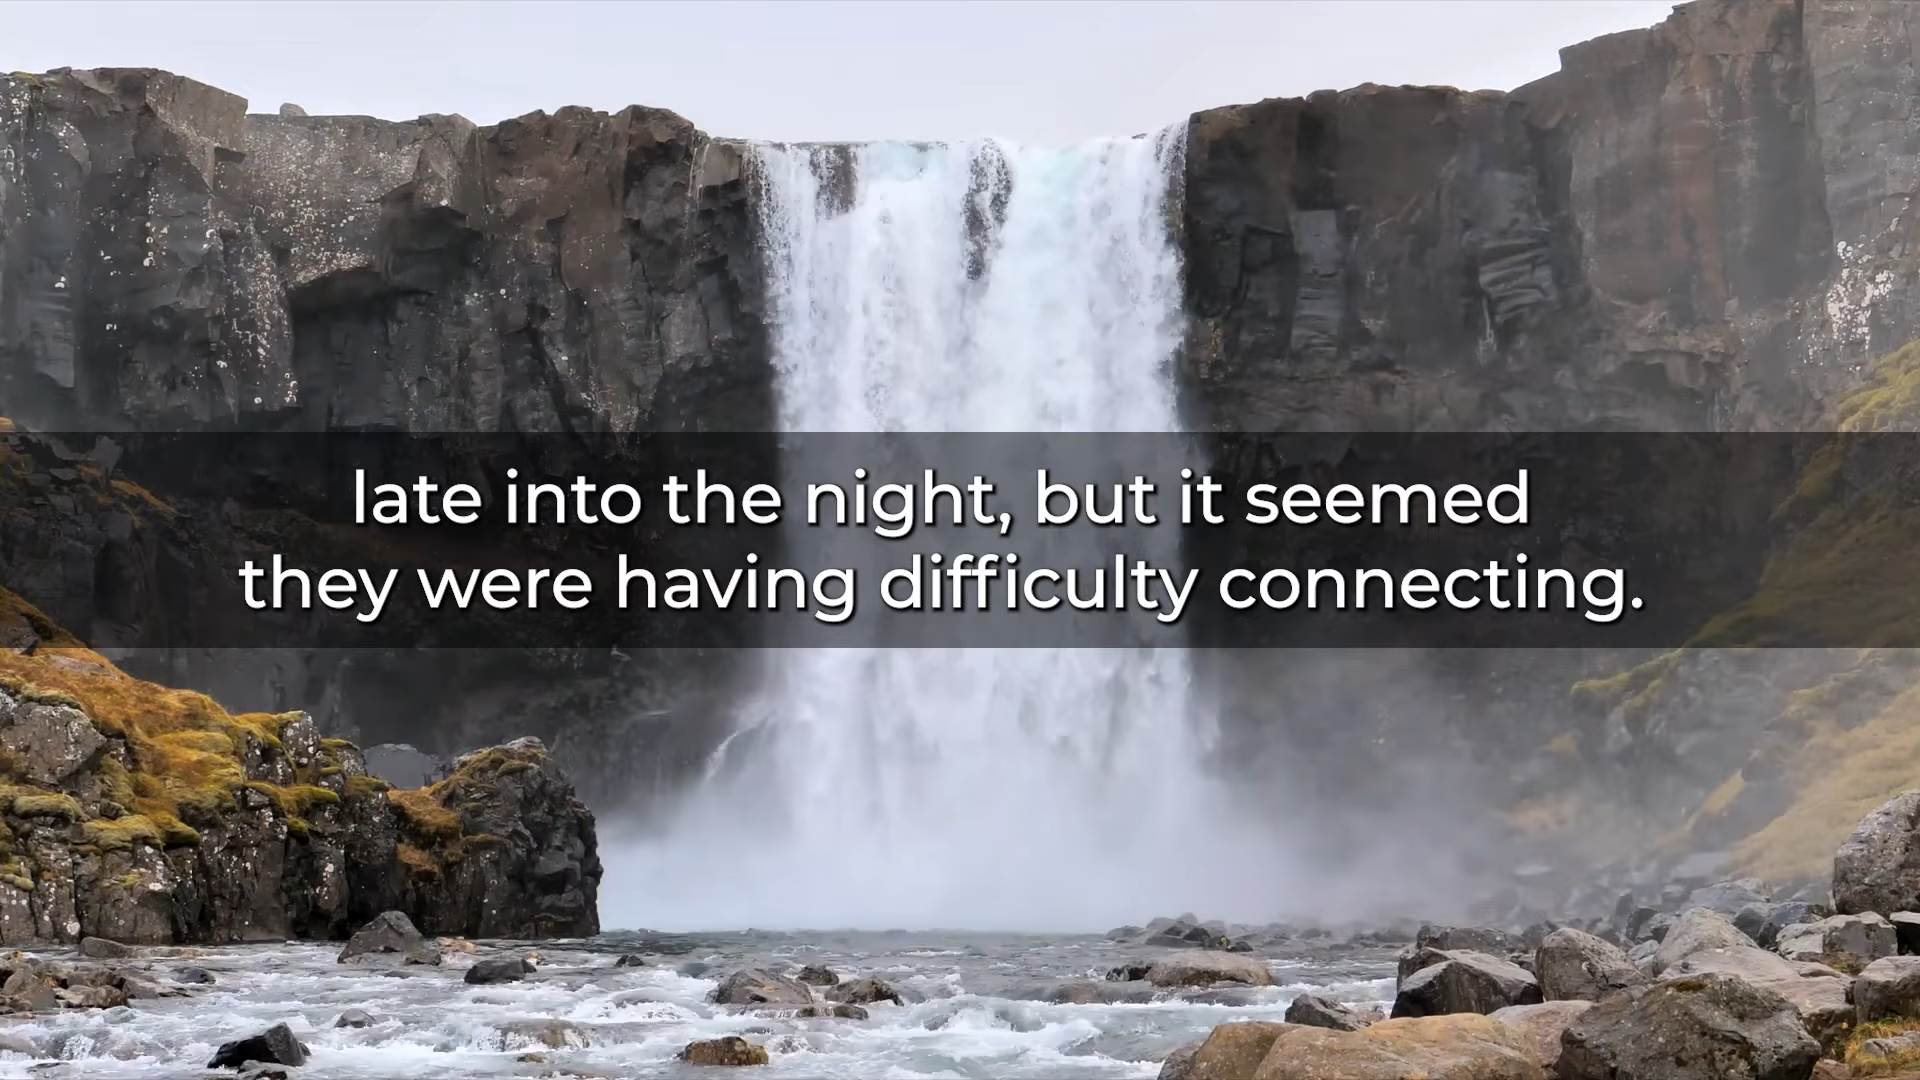 late into the night, but it seemed
they were having difficulty connecting.